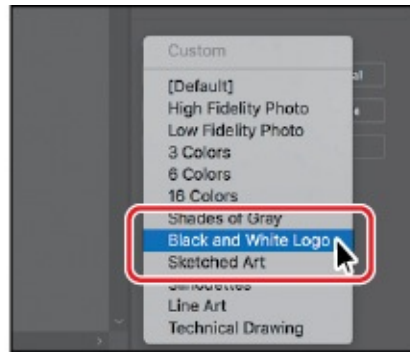 Custom
[Default]
High Fidelity Photo
Low Fidelity Photo
3 Colors
6 Colors
16 Colors
Shades of Gray
Black and White Logo
Sketched Art
Silhouettes
Line Art
Technical Drawing